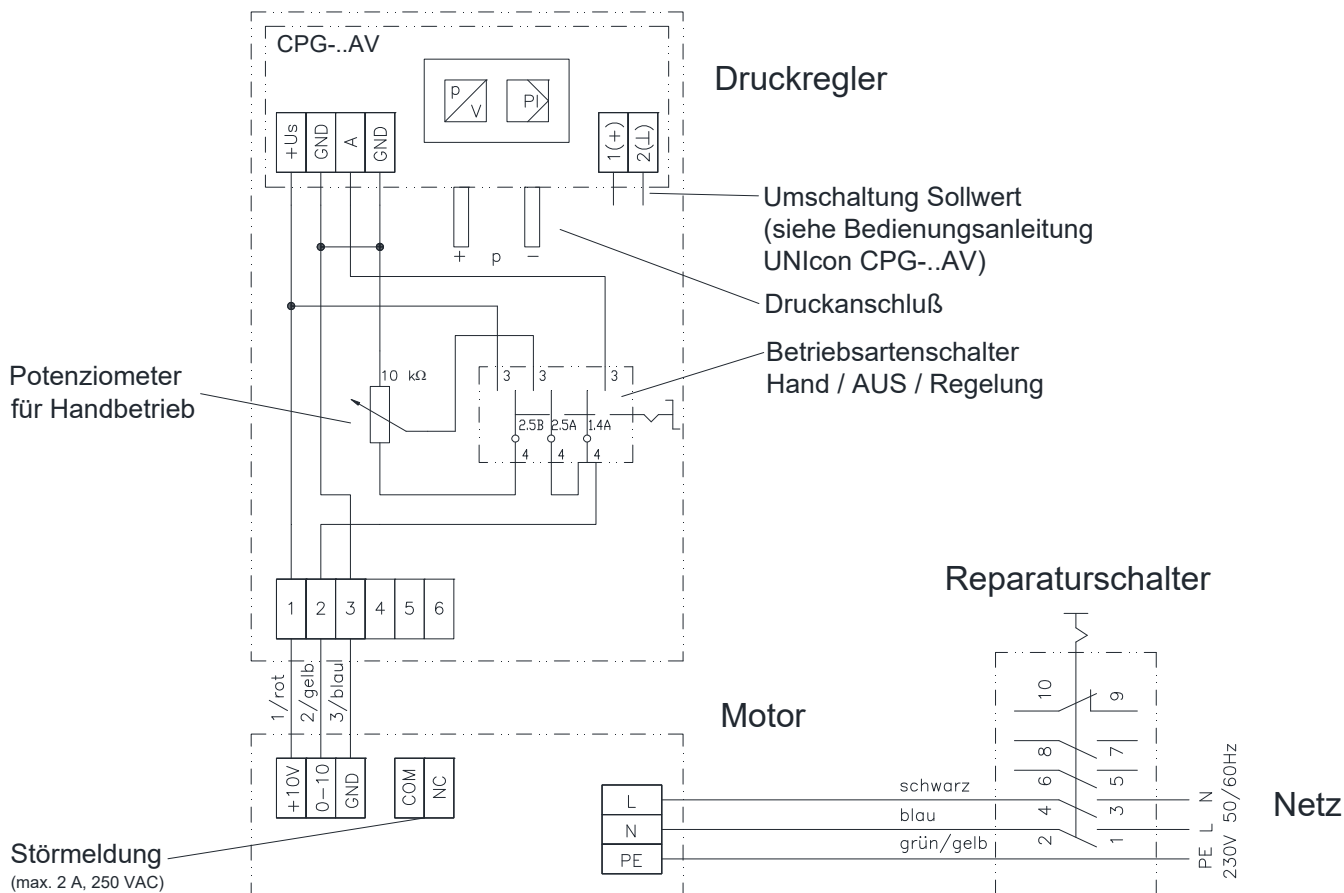 CPG-..AV
Druckregler
p
V
PI
+Us
GND
A
GND
1(+)
2(⊥)
Umschaltung Sollwert
(siehe Bedienungsanleitung
UNIcon CPG-..AV)
+ p −
Druckanschluß
Betriebsartenschalter
Hand / AUS / Regelung
Potenziometer
für Handbetrieb
10 kΩ
3 3 3
2.5B 2.5A 1.4A
4 4 4
1 2 3 4 5 6
1/rot
2/gelb
3/blau
Reparaturschalter
Motor
+10V
0-10
GND
COM
NC
Störmeldung
(max. 2 A, 250 VAC)
L
N
PE
schwarz
blau
grün/gelb
10 9
8 7
6 5
4 3
2 1
PE L N
230V 50/60Hz
Netz